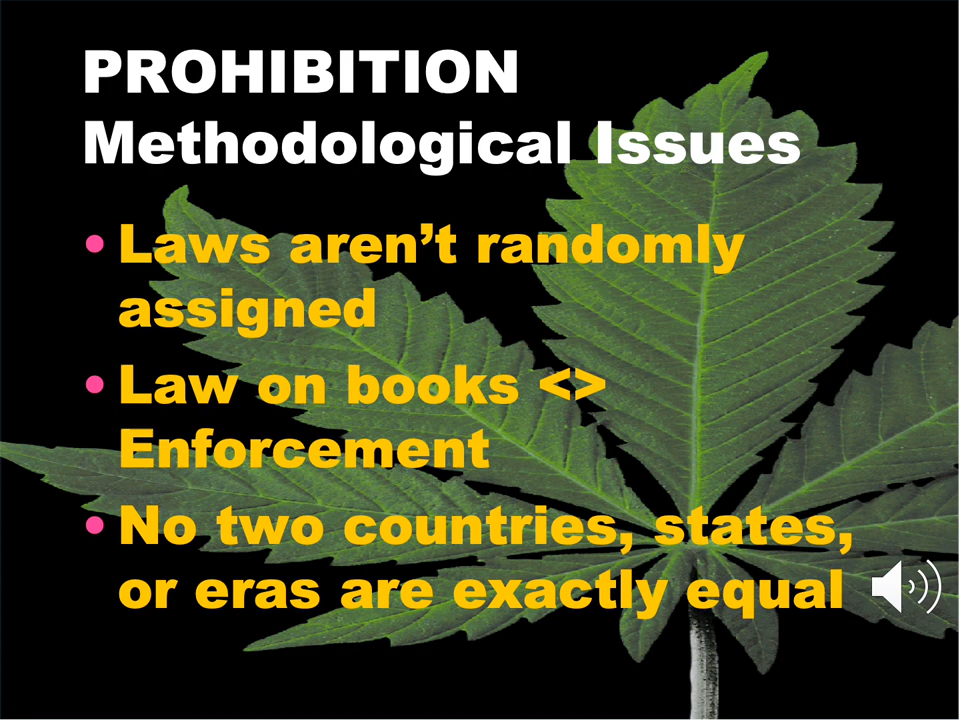 PROHIBITION
Methodological Issues
• Laws aren’t randomly
assigned
• Law on books <>
Enforcement
• No two countries, states,
or eras are exactly equal